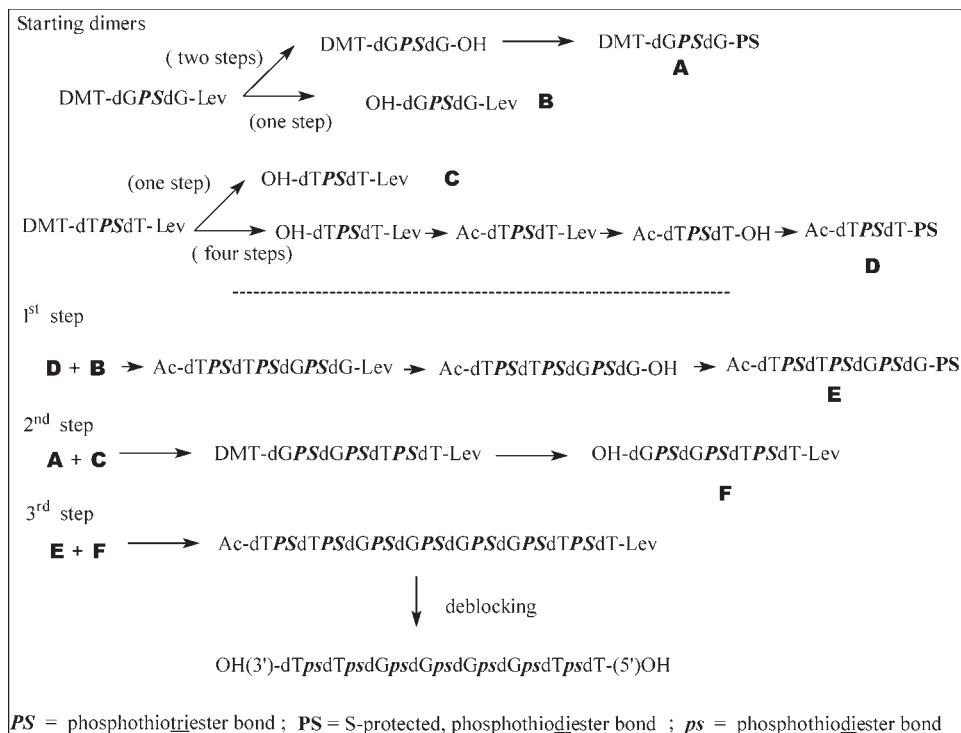 Starting dimers
DMT-dGPSdG-OH DMT-dGPSdG-PS
( two steps) A
DMT-dGPSdG-Lev
OH-dGPSdG-Lev B
(one step)
(one step) OH-dTPSdT-Lev C
DMT-dTPSdT-Lev
OH-dTPSdT-Lev Ac-dTPSdT-Lev Ac-dTPSdT-OH Ac-dTPSdT-PS
( four steps)
D
1st step
D + B Ac-dTPSdTPSdGPSdG-Lev Ac-dTPSdTPSdGPSdG-OH Ac-dTPSdTPSdGPSdG-PS
E
2nd step
A + C DMT-dGPSdGPSdTPSdT-Lev OH-dGPSdGPSdTPSdT-Lev
F
3rd step
E + F Ac-dTPSdTPSdGPSdGPSdGPSdGPSdTPSdT-Lev
deblocking
OH(3')-dTpsdTpsdGpsdGpsdGpsdGpsdTpsdT-(5')OH
PS = phosphothiotriester bond ; PS = S-protected, phosphothiodiester bond ; ps = phosphothiodiester bond